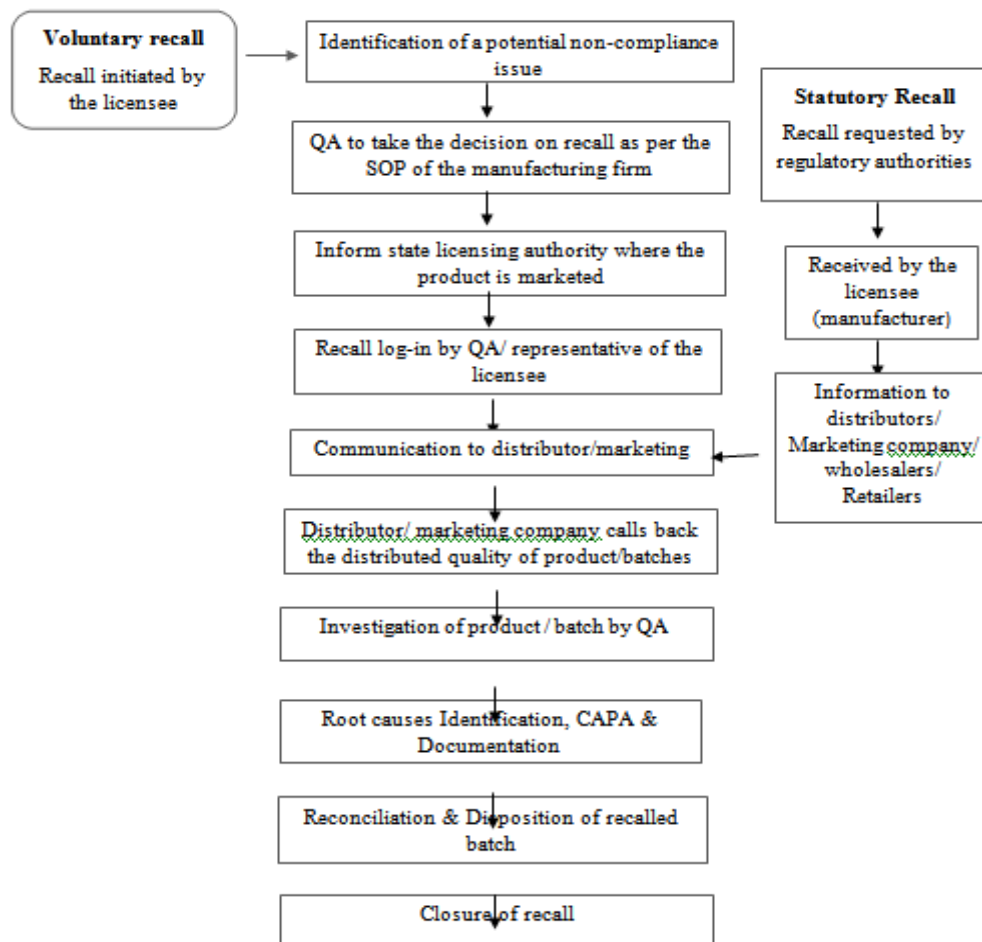 Voluntary recall
Recall initiated by
the licensee
Identification of a potential non-compliance
issue
Statutory Recall
Recall requested by
regulatory authorities
QA to take the decision on recall as per the
SOP of the manufacturing firm
Inform state licensing authority where the
product is marketed
Received by the
licensee
(manufacturer)
Recall log-in by QA/ representative of the
licensee
Information to
distributors/
Marketing company/
wholesalers/
Retailers
Communication to distributor/marketing
Distributor/ marketing company calls back
the distributed quality of product/batches
Investigation of product / batch by QA
Root causes Identification, CAPA &
Documentation
Reconciliation & Disposition of recalled
batch
Closure of recall